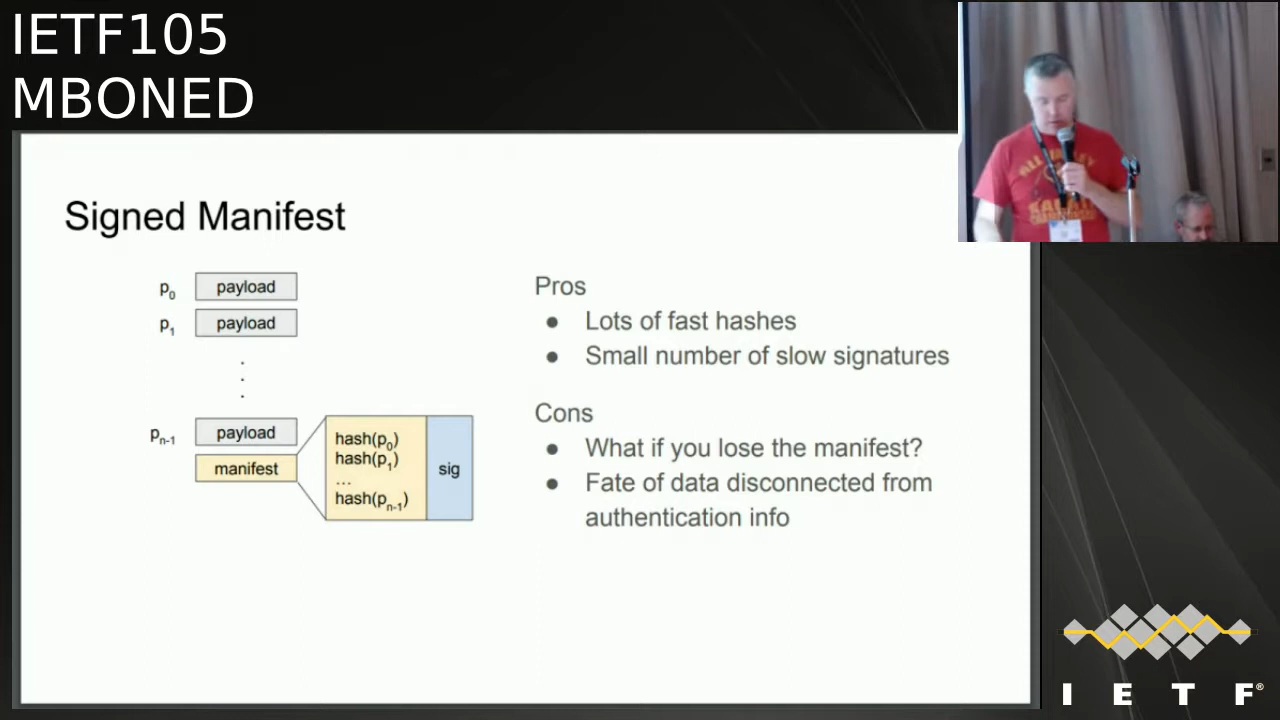 IETF105
MBONED
Signed Manifest
p0 payload
p1 payload
.
.
.
pn-1 payload
manifest
hash(p0)
hash(p1)
...
hash(pn-1)
sig
Pros
● Lots of fast hashes
● Small number of slow signatures
Cons
● What if you lose the manifest?
● Fate of data disconnected from
authentication info
I E T F®